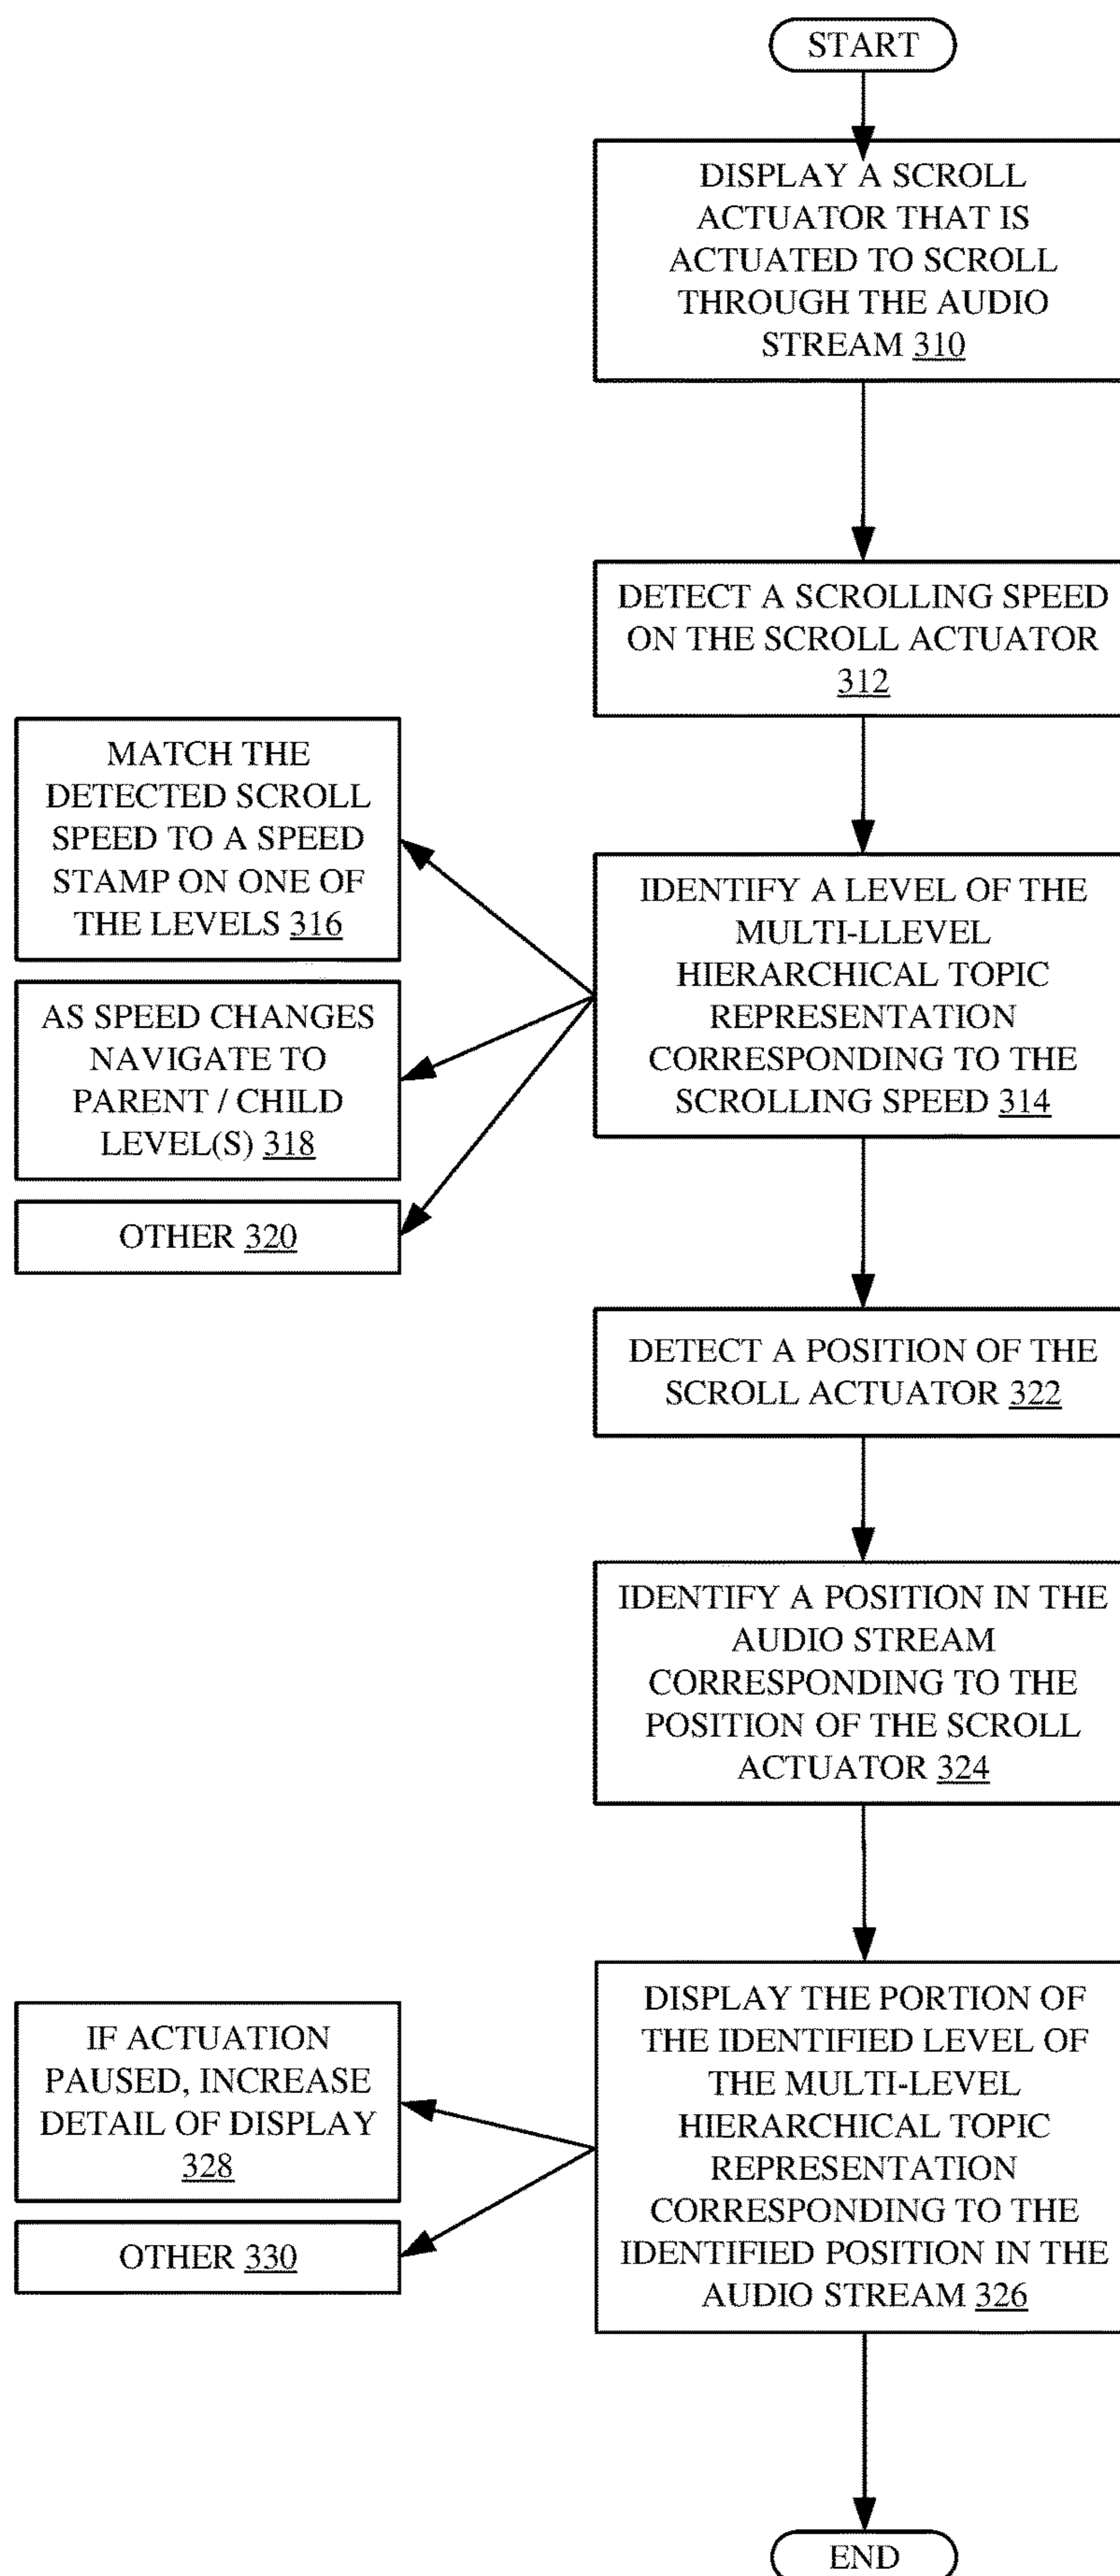 START
DISPLAY A SCROLL
ACTUATOR THAT IS
ACTUATED TO SCROLL
THROUGH THE AUDIO
STREAM 310
DETECT A SCROLLING SPEED
ON THE SCROLL ACTUATOR
312
MATCH THE
DETECTED SCROLL
SPEED TO A SPEED
STAMP ON ONE OF
THE LEVELS 316
IDENTIFY A LEVEL OF THE
MULTI-LLEVEL
HIERARCHICAL TOPIC
REPRESENTATION
CORRESPONDING TO THE
SCROLLING SPEED 314
AS SPEED CHANGES
NAVIGATE TO
PARENT / CHILD
LEVEL(S) 318
OTHER 320
DETECT A POSITION OF THE
SCROLL ACTUATOR 322
IDENTIFY A POSITION IN THE
AUDIO STREAM
CORRESPONDING TO THE
POSITION OF THE SCROLL
ACTUATOR 324
DISPLAY THE PORTION OF
THE IDENTIFIED LEVEL OF
THE MULTI-LEVEL
HIERARCHICAL TOPIC
REPRESENTATION
CORRESPONDING TO THE
IDENTIFIED POSITION IN THE
AUDIO STREAM 326
IF ACTUATION
PAUSED, INCREASE
DETAIL OF DISPLAY
328
OTHER 330
END